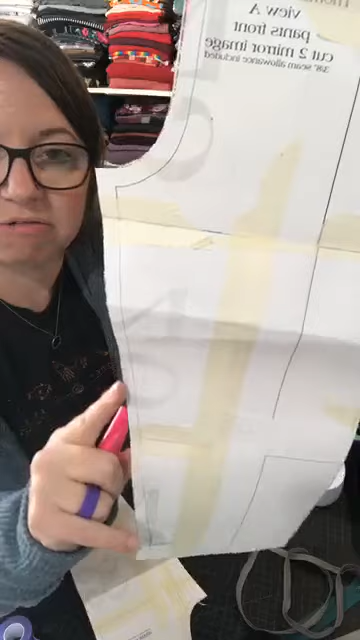 View A
pants front
cut 2 mirror image
3/8" seam allowance included